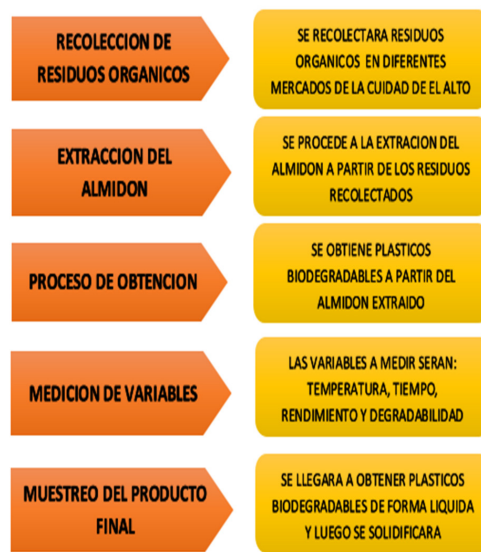 RECOLECCION DE
RESIDUOS ORGANICOS
SE RECOLECTARA RESIDUOS
ORGANICOS EN DIFERENTES
MERCADOS DE LA CUIDAD DE EL ALTO
EXTRACCION DEL
ALMIDON
SE PROCEDE A LA EXTRACION DEL
ALMIDON A PARTIR DE LOS RESIDUOS
RECOLECTADOS
PROCESO DE OBTENCION
SE OBTIENE PLASTICOS
BIODEGRADABLES A PARTIR DEL
ALMIDON EXTRAIDO
MEDICION DE VARIABLES
LAS VARIABLES A MEDIR SERAN:
TEMPERATURA, TIEMPO,
RENDIMIENTO Y DEGRADABILIDAD
MUESTREO DEL PRODUCTO
FINAL
SE LLEGARA A OBTENER PLASTICOS
BIODEGRADABLES DE FORMA LIQUIDA
Y LUEGO SE SOLIDIFICARA